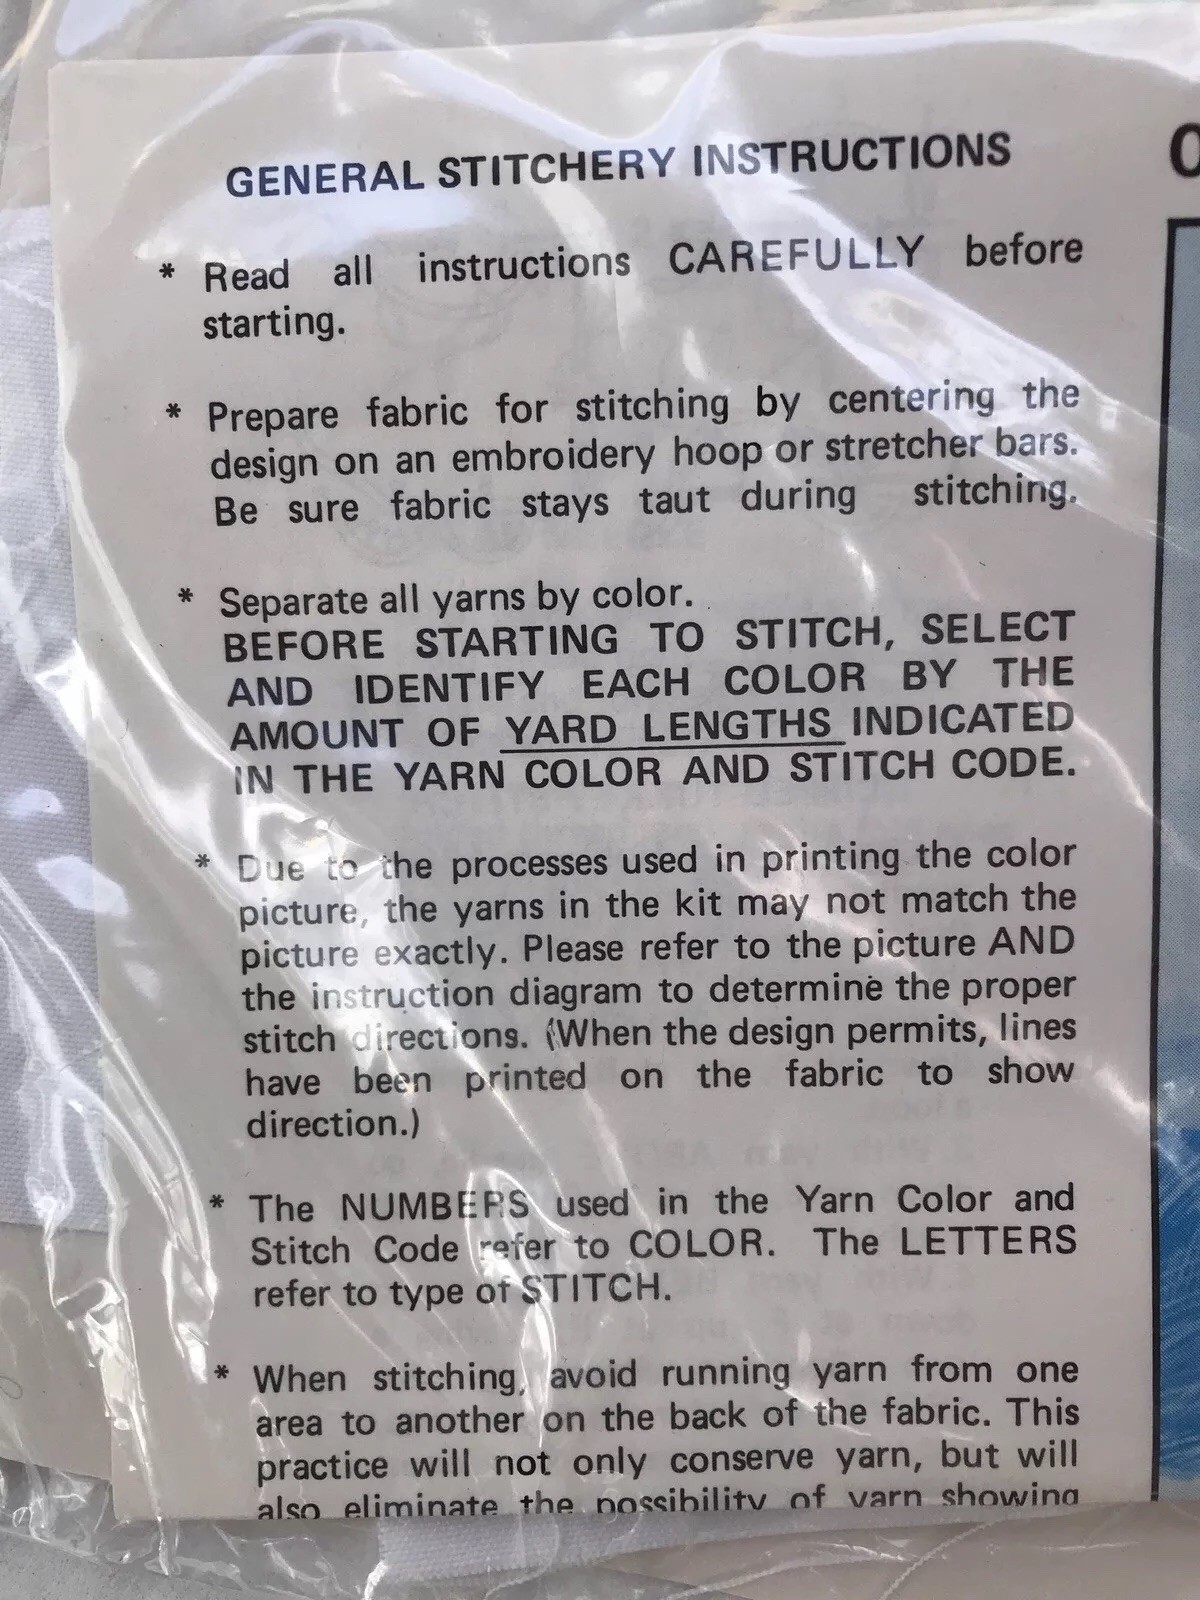 GENERAL STITCHERY INSTRUCTIONS
* Read all instructions CAREFULLY before
starting.
* Prepare fabric for stitching by centering the
design on an embroidery hoop or stretcher bars.
Be sure fabric stays taut during stitching.
* Separate all yarns by color.
BEFORE STARTING TO STITCH, SELECT
AND IDENTIFY EACH COLOR BY THE
AMOUNT OF YARD LENGTHS INDICATED
IN THE YARN COLOR AND STITCH CODE.
* Due to the processes used in printing the color
picture, the yarns in the kit may not match the
picture exactly. Please refer to the picture AND
the instruction diagram to determine the proper
stitch directions. (When the design permits, lines
have been printed on the fabric to show
direction.)
* The NUMBERS used in the Yarn Color and
Stitch Code refer to COLOR. The LETTERS
refer to type of STITCH.
* When stitching, avoid running yarn from one
area to another on the back of the fabric. This
practice will not only conserve yarn, but will
also eliminate the possibility of yarn showing